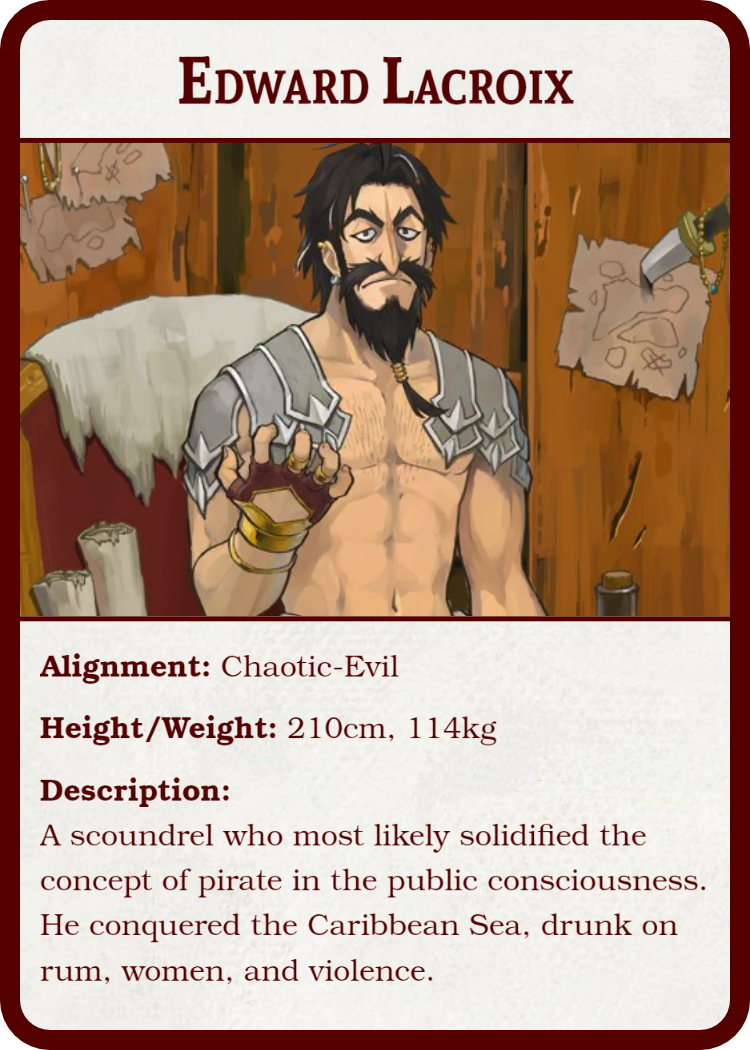 Edward Lacroix
Alignment: Chaotic-Evil
Height/Weight: 210cm, 114kg
Description:
A scoundrel who most likely solidified the
concept of pirate in the public consciousness.
He conquered the Caribbean Sea, drunk on
rum, women, and violence.